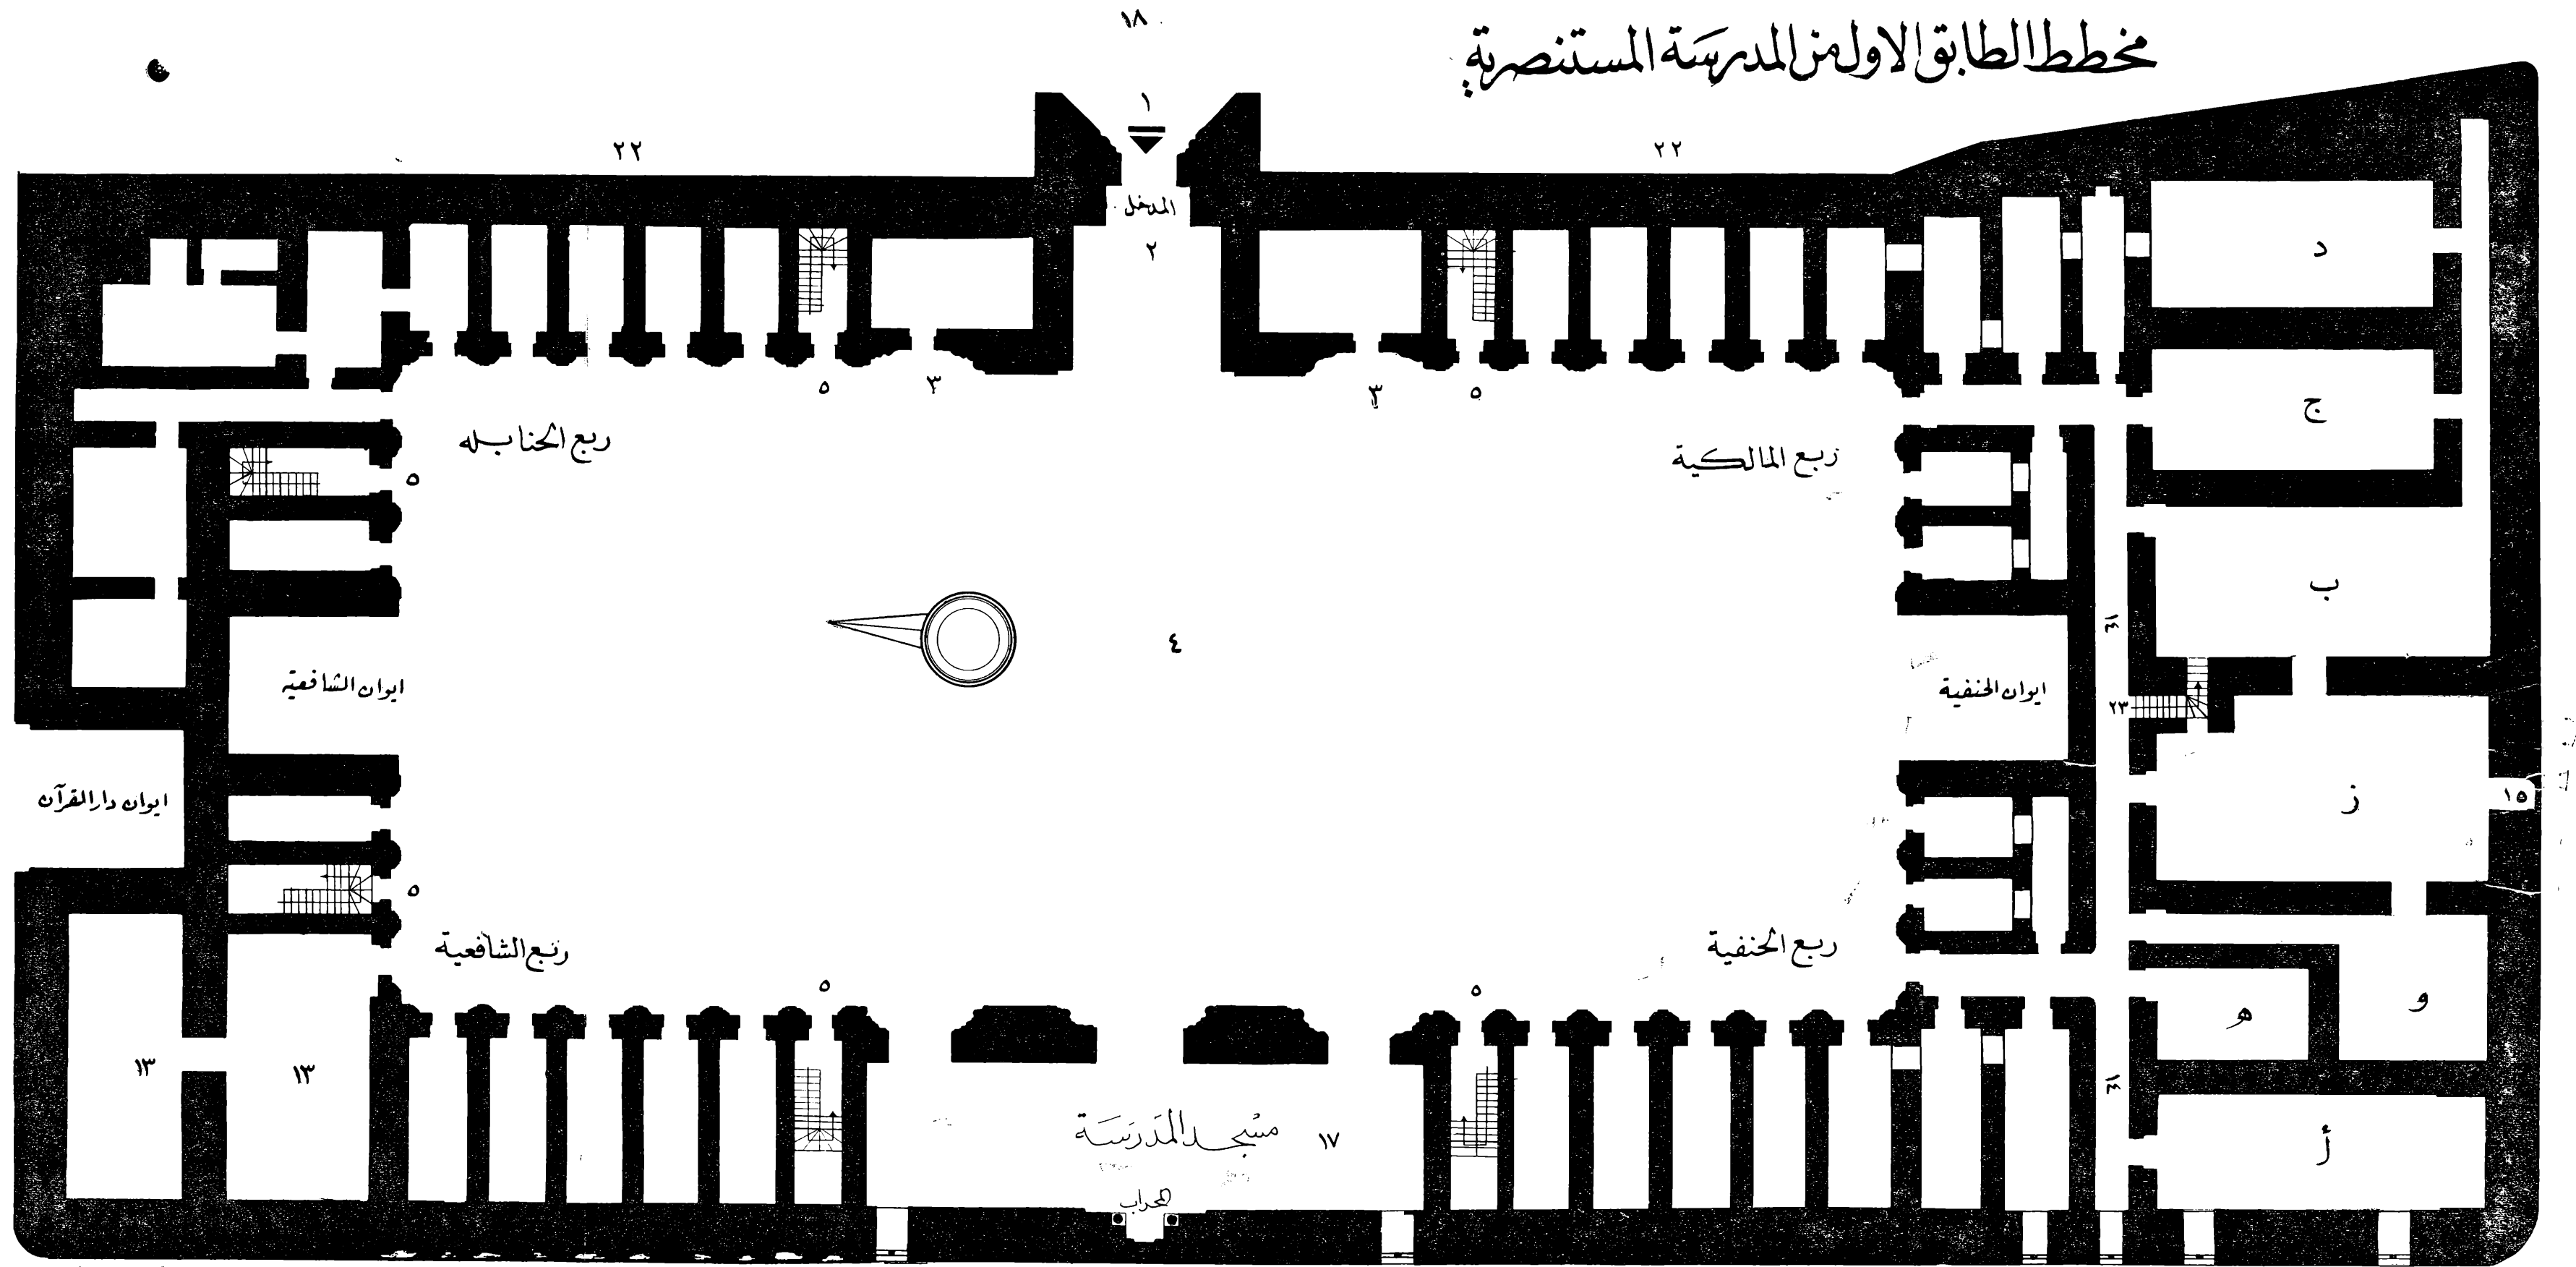 ١٨
مخطط الطابق الاول من المدرسة المستنصرية
١
٢٢
٢٢
المدخل
٢
د
٥
٣
٣
٥
ج
ربع الحنابله
ربع المالكية
٥
ب
١٤
٤
ايوان الشافعية
ايوان الحنفية
٢٣
ايوان دار القرآن
ز
١٥
٥
ربع الشافعية
ربع الحنفية
٥
٥
و
ه
١٣
١٣
١٤
مسجد المدرسة
١٧
أ
المحراب